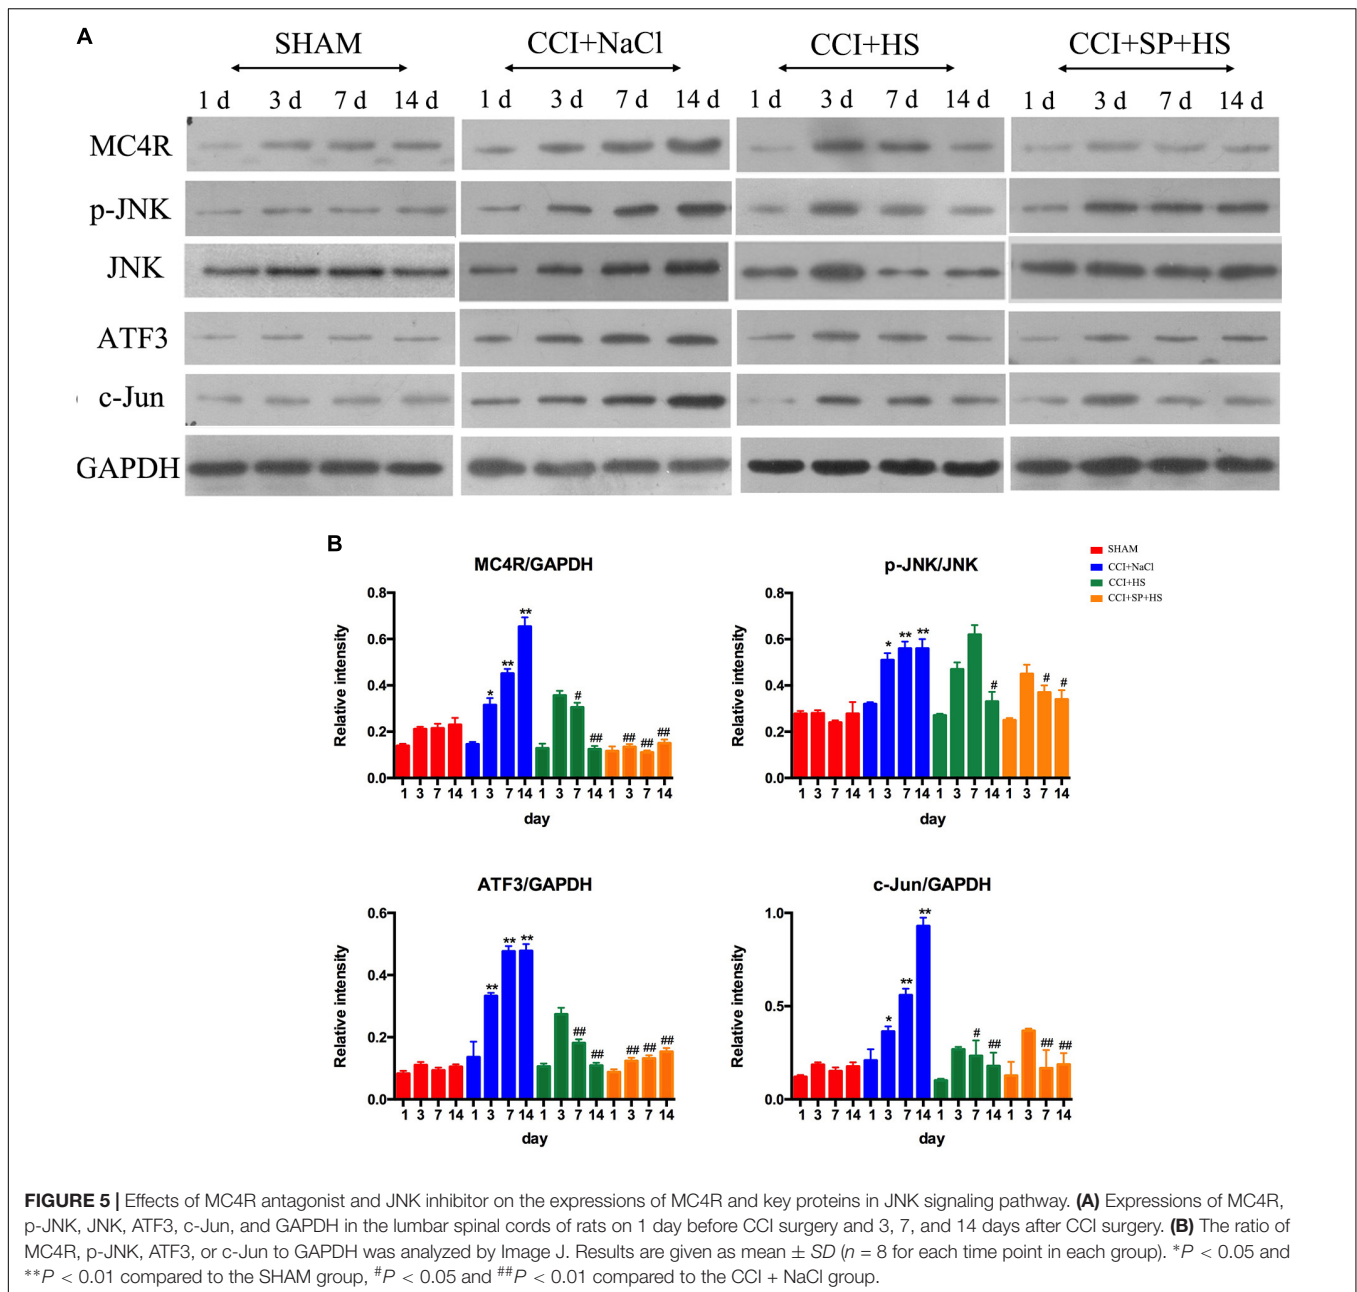 A
SHAM CCI+NaCl CCI+HS CCI+SP+HS
1 d 3 d 7 d 14 d 1 d 3 d 7 d 14 d 1 d 3 d 7 d 14 d 1 d 3 d 7 d 14 d
MC4R
p-JNK
JNK
ATF3
c-Jun
GAPDH
B
SHAM
CCI+NaCl
CCI+HS
CCI+SP+HS
MC4R/GAPDH
Relative intensity
0.8
0.6
0.4
0.2
0.0
* ** ** # ## ## ## ##
1 3 7 14 1 3 7 14 1 3 7 14 1 3 7 14
day
p-JNK/JNK
Relative intensity
0.8
0.6
0.4
0.2
0.0
* ** ** # # #
1 3 7 14 1 3 7 14 1 3 7 14 1 3 7 14
day
ATF3/GAPDH
Relative intensity
0.6
0.4
0.2
0.0
** ** ** ## ## ## ## ##
1 3 7 14 1 3 7 14 1 3 7 14 1 3 7 14
day
c-Jun/GAPDH
Relative intensity
1.0
0.5
0.0
* ** ** # ## ## ##
1 3 7 14 1 3 7 14 1 3 7 14 1 3 7 14
day
FIGURE 5 | Effects of MC4R antagonist and JNK inhibitor on the expressions of MC4R and key proteins in JNK signaling pathway. (A) Expressions of MC4R,
p-JNK, JNK, ATF3, c-Jun, and GAPDH in the lumbar spinal cords of rats on 1 day before CCI surgery and 3, 7, and 14 days after CCI surgery. (B) The ratio of
MC4R, p-JNK, ATF3, or c-Jun to GAPDH was analyzed by Image J. Results are given as mean ± SD (n = 8 for each time point in each group). *P < 0.05 and
**P < 0.01 compared to the SHAM group, #P < 0.05 and ##P < 0.01 compared to the CCI + NaCl group.